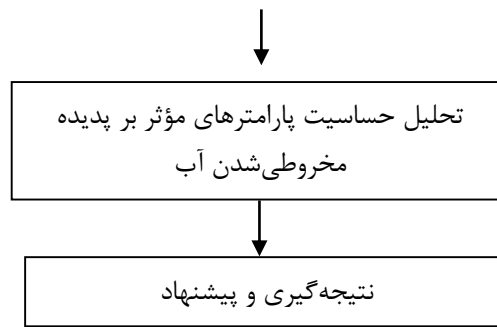 تحلیل حساسیت پارامترهای مؤثر بر پدیده
مخروطی‌شدن آب
نتیجه‌گیری و پیشنهاد